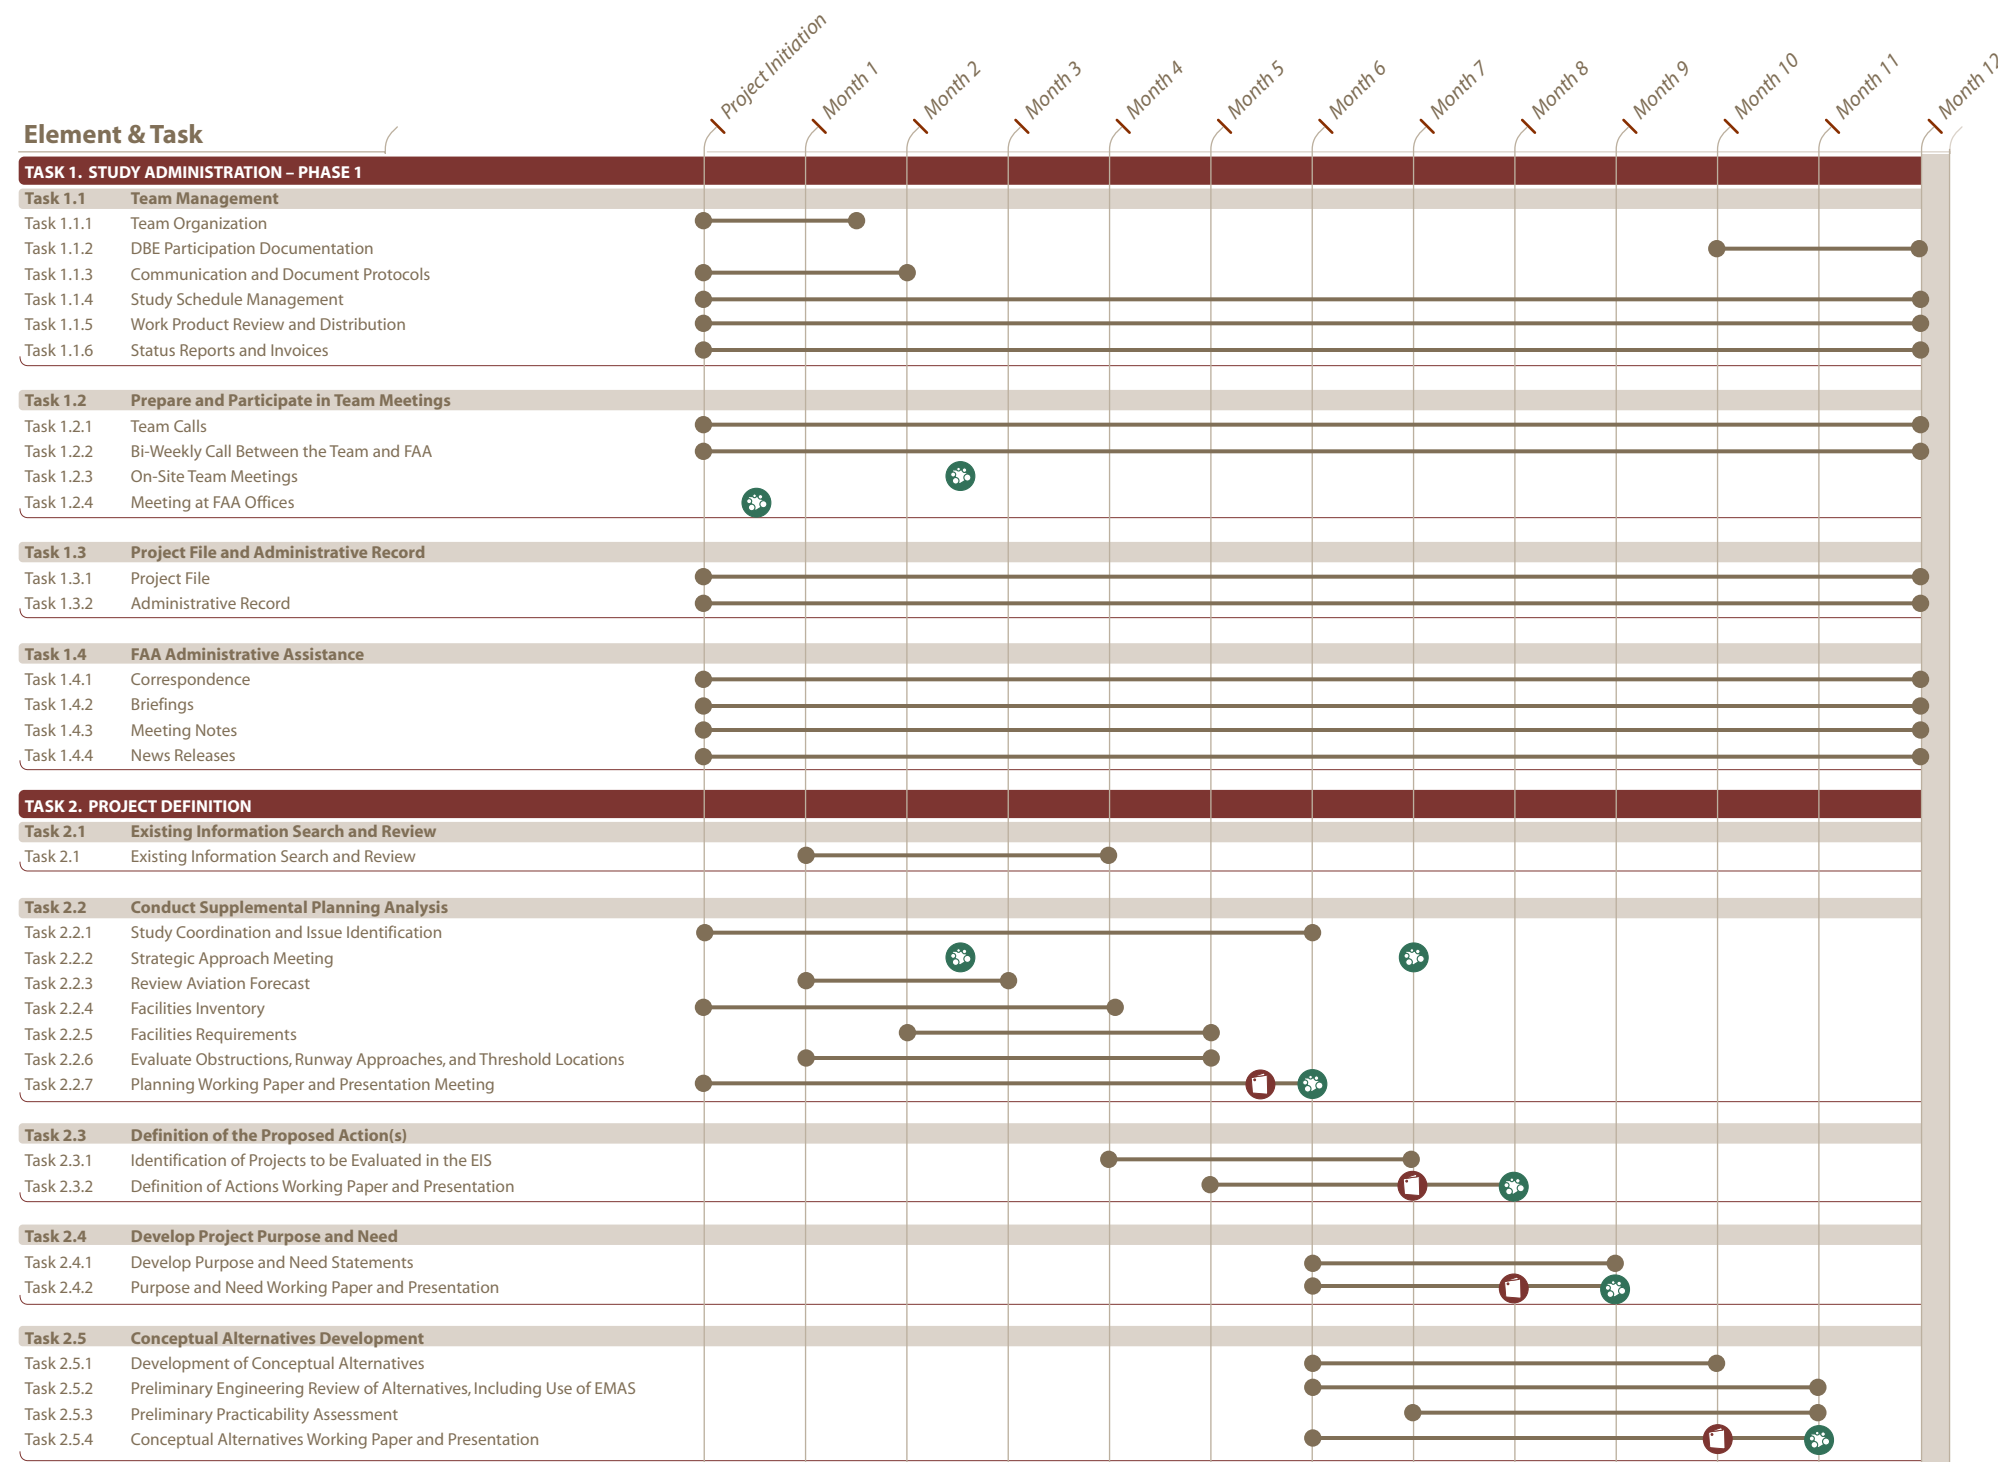 Project Initiation
Month 1
Month 2
Month 3
Month 4
Month 5
Month 6
Month 7
Month 8
Month 9
Month 10
Month 11
Month 12
Element & Task
TASK 1. STUDY ADMINISTRATION – PHASE 1
Task 1.1 Team Management
Task 1.1.1 Team Organization
Task 1.1.2 DBE Participation Documentation
Task 1.1.3 Communication and Document Protocols
Task 1.1.4 Study Schedule Management
Task 1.1.5 Work Product Review and Distribution
Task 1.1.6 Status Reports and Invoices
Task 1.2 Prepare and Participate in Team Meetings
Task 1.2.1 Team Calls
Task 1.2.2 Bi-Weekly Call Between the Team and FAA
Task 1.2.3 On-Site Team Meetings
Task 1.2.4 Meeting at FAA Offices
Task 1.3 Project File and Administrative Record
Task 1.3.1 Project File
Task 1.3.2 Administrative Record
Task 1.4 FAA Administrative Assistance
Task 1.4.1 Correspondence
Task 1.4.2 Briefings
Task 1.4.3 Meeting Notes
Task 1.4.4 News Releases
TASK 2. PROJECT DEFINITION
Task 2.1 Existing Information Search and Review
Task 2.1 Existing Information Search and Review
Task 2.2 Conduct Supplemental Planning Analysis
Task 2.2.1 Study Coordination and Issue Identification
Task 2.2.2 Strategic Approach Meeting
Task 2.2.3 Review Aviation Forecast
Task 2.2.4 Facilities Inventory
Task 2.2.5 Facilities Requirements
Task 2.2.6 Evaluate Obstructions, Runway Approaches, and Threshold Locations
Task 2.2.7 Planning Working Paper and Presentation Meeting
Task 2.3 Definition of the Proposed Action(s)
Task 2.3.1 Identification of Projects to be Evaluated in the EIS
Task 2.3.2 Definition of Actions Working Paper and Presentation
Task 2.4 Develop Project Purpose and Need
Task 2.4.1 Develop Purpose and Need Statements
Task 2.4.2 Purpose and Need Working Paper and Presentation
Task 2.5 Conceptual Alternatives Development
Task 2.5.1 Development of Conceptual Alternatives
Task 2.5.2 Preliminary Engineering Review of Alternatives, Including Use of EMAS
Task 2.5.3 Preliminary Practicability Assessment
Task 2.5.4 Conceptual Alternatives Working Paper and Presentation